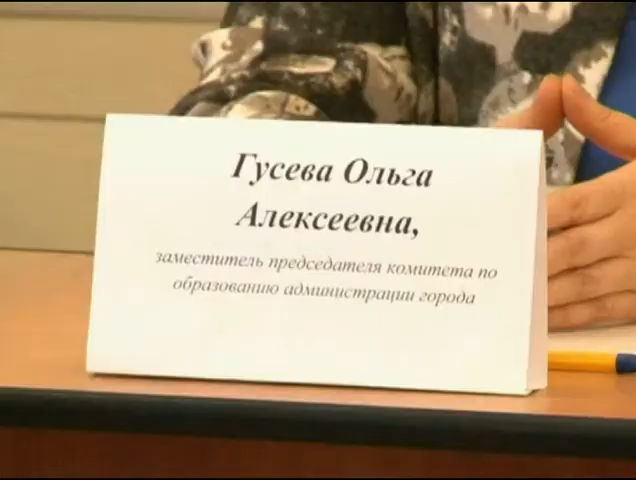 Гусева Ольга
Алексеевна,
заместитель председателя комитета по
образованию администрации города